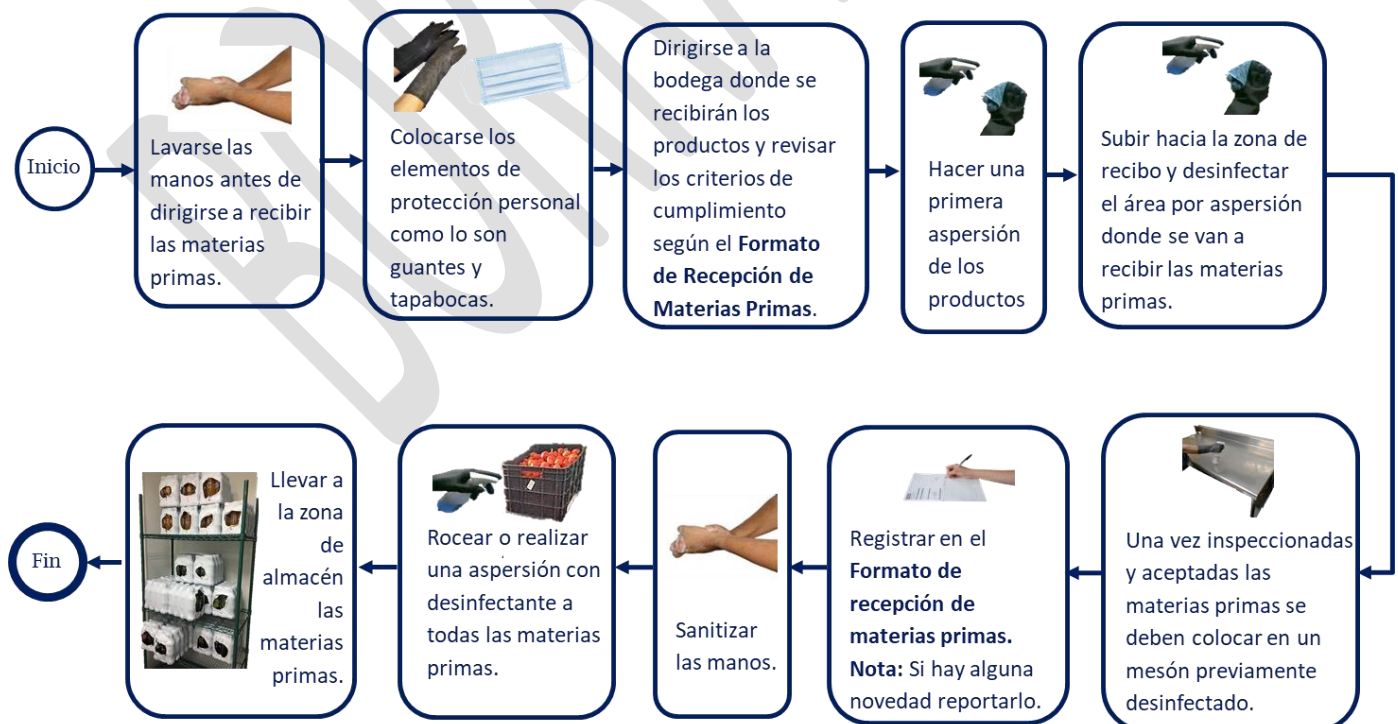 Inicio
Lavarse las
manos antes de
dirigirse a recibir
las materias
primas.
Colocarse los
elementos de
protección personal
como lo son
guantes y
tapabocas.
Dirigirse a la
bodega donde se
recibirán los
productos y revisar
los criterios de
cumplimiento
según el Formato
de Recepción de
Materias Primas.
Hacer una
primera
aspersión
de los
productos
Subir hacia la zona de
recibo y desinfectar
el área por aspersión
donde se van a
recibir las materias
primas.
Una vez inspeccionadas
y aceptadas las
materias primas se
deben colocar en un
mesón previamente
desinfectado.
Registrar en el
Formato de
recepción de
materias primas.
Nota: Si hay alguna
novedad reportarlo.
Sanitizar
las manos.
Rocear o realizar
una aspersión con
desinfectante a
todas las materias
primas.
Llevar a
la zona
de
almacén
las
materias
primas.
Fin